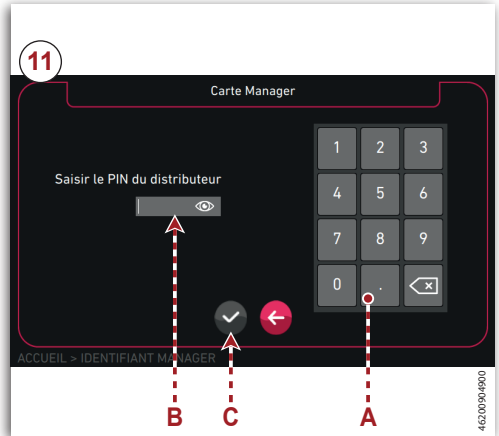 11
Carte Manager
Saisir le PIN du distributeur
1 2 3
4 5 6
7 8 9
0 .
ACCUEIL > IDENTIFIANT MANAGER
B C A
46200904900